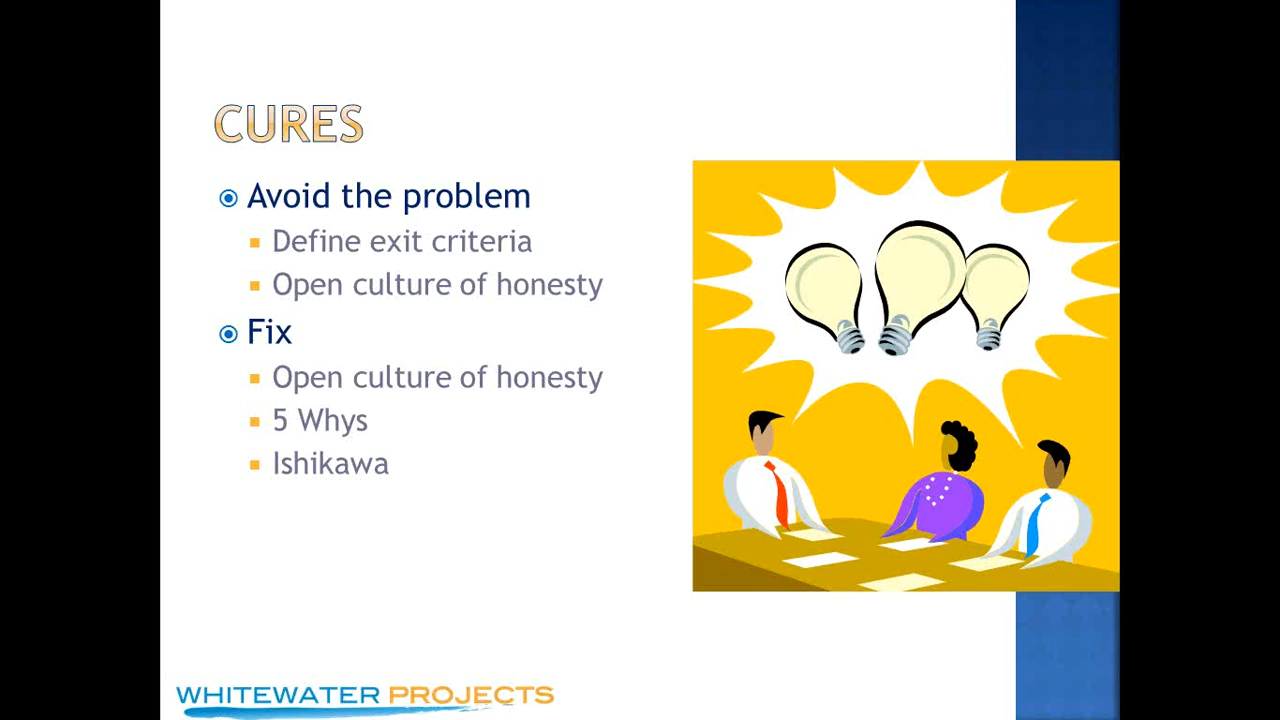 CURES
Avoid the problem
Define exit criteria
Open culture of honesty
Fix
Open culture of honesty
5 Whys
Ishikawa
WHITEWATER PROJECTS